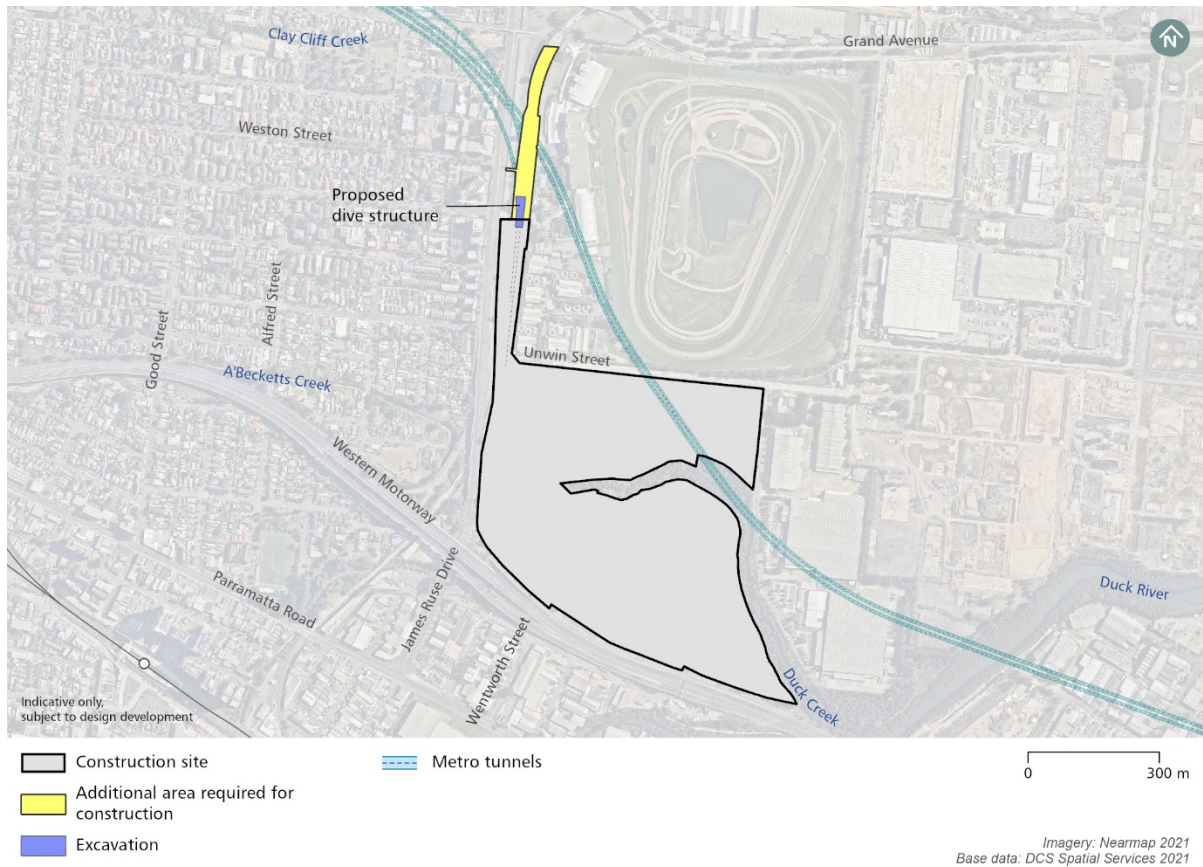 Clay Cliff Creek
Grand Avenue
N
Weston Street
Proposed
dive structure
Alfred Street
Good Street
Unwin Street
A'Becketts Creek
Western Motorway
Parramatta Road
James Ruse Drive
Wentworth Street
Duck River
Duck Creek
Indicative only,
subject to design development
Construction site
Metro tunnels
Additional area required for
construction
Excavation
0 300 m
Imagery: Nearmap 2021
Base data: DCS Spatial Services 2021